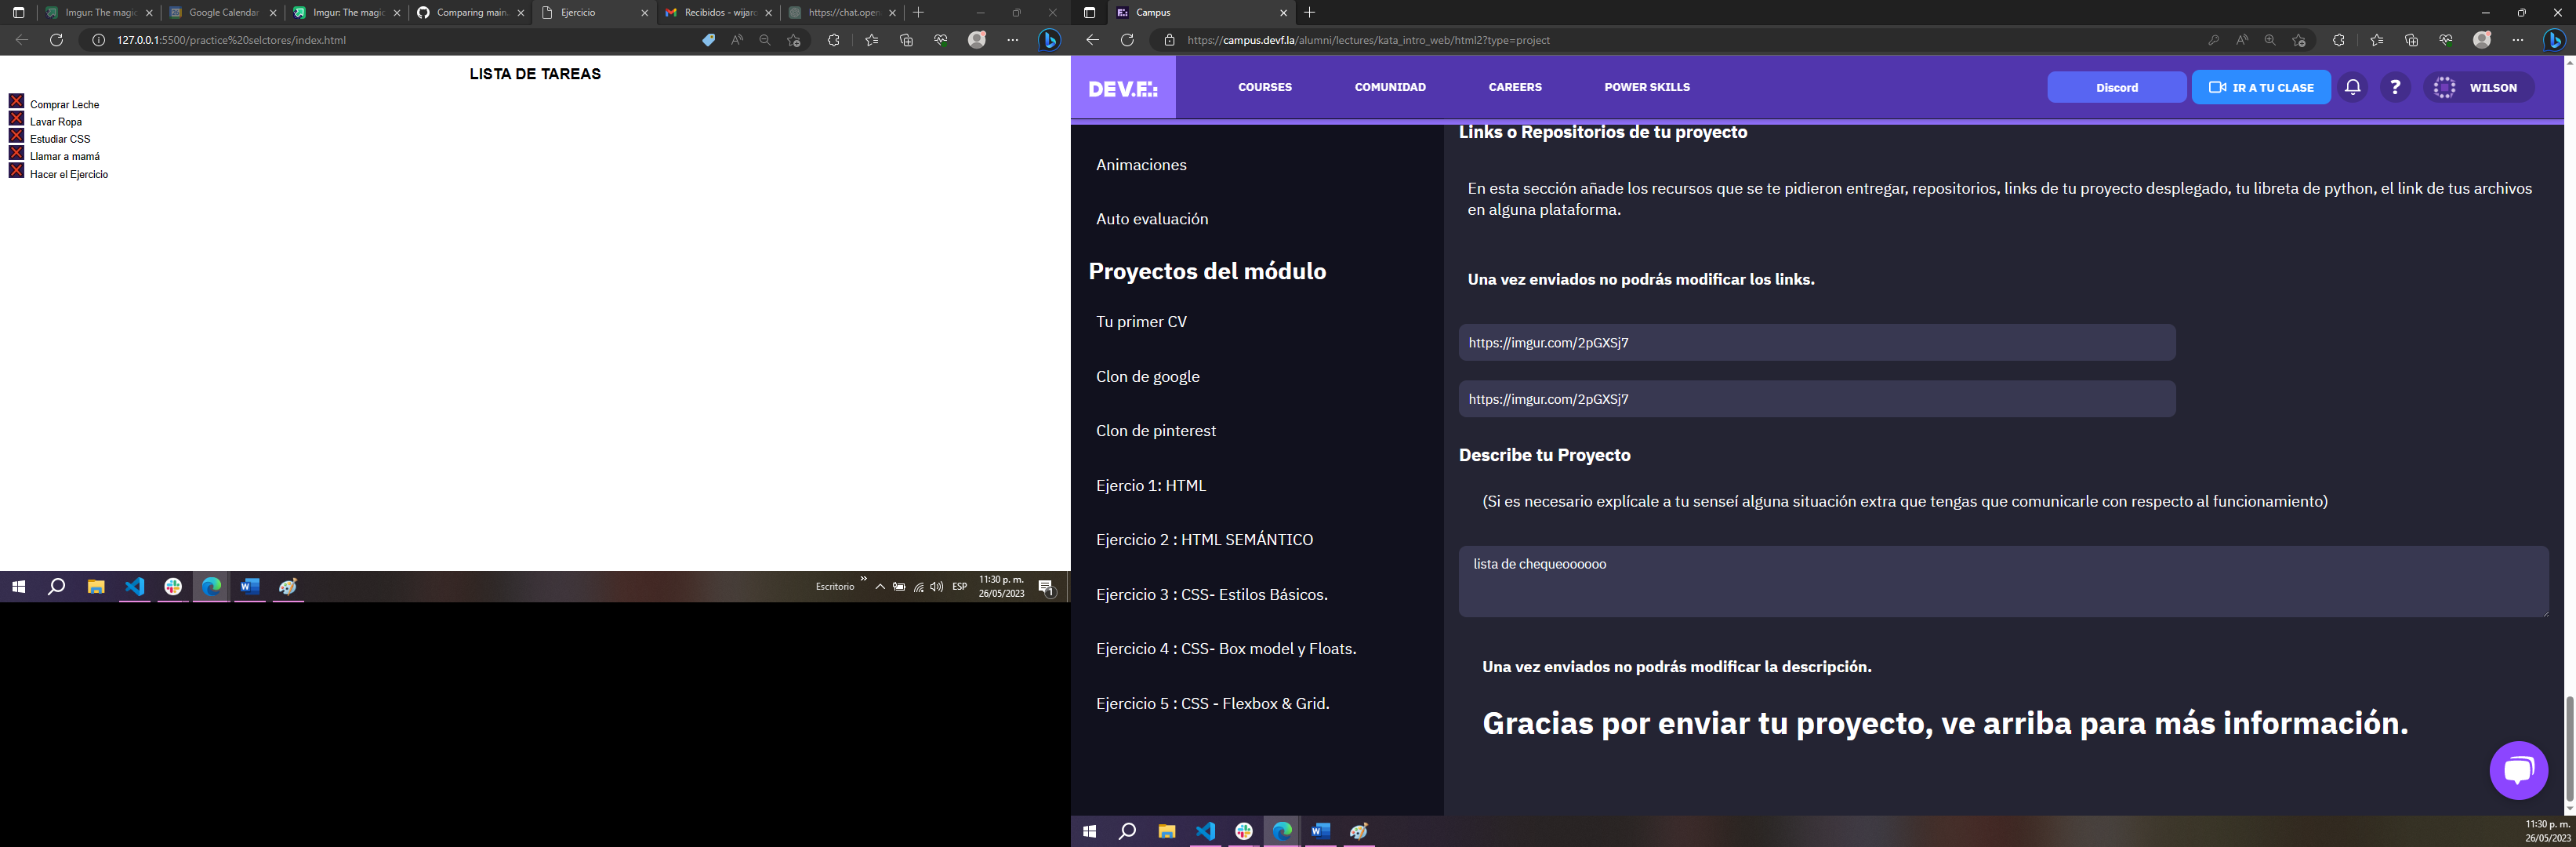 Imgur: The magic
Google Calendar
Imgur: The magic
Comparing main.
Ejercicio
Recibidos - wijarc
https://chat.open
127.0.0.1:5500/practice%20selctores/index.html
LISTA DE TAREAS
Comprar Leche
Lavar Ropa
Estudiar CSS
Llamar a mamá
Hacer el Ejercicio
Escritorio
ESP
11:30 p. m.
26/05/2023
1
Campus
https://campus.devf.la/alumni/lectures/kata_intro_web/html2?type=project
DEV.F.:
COURSES
COMUNIDAD
CAREERS
POWER SKILLS
Discord
IR A TU CLASE
?
WILSON
Animaciones
Auto evaluación
Proyectos del módulo
Tu primer CV
Clon de google
Clon de pinterest
Ejercio 1: HTML
Ejercicio 2 : HTML SEMÁNTICO
Ejercicio 3 : CSS- Estilos Básicos.
Ejercicio 4 : CSS- Box model y Floats.
Ejercicio 5 : CSS - Flexbox & Grid.
Links o Repositorios de tu proyecto
En esta sección añade los recursos que se te pidieron entregar, repositorios, links de tu proyecto desplegado, tu libreta de python, el link de tus archivos
en alguna plataforma.
Una vez enviados no podrás modificar los links.
https://imgur.com/2pGXSj7
https://imgur.com/2pGXSj7
Describe tu Proyecto
(Si es necesario explícale a tu senseí alguna situación extra que tengas que comunicarle con respecto al funcionamiento)
lista de chequeoooooo
Una vez enviados no podrás modificar la descripción.
Gracias por enviar tu proyecto, ve arriba para más información.
11:30 p. m.
26/05/2023